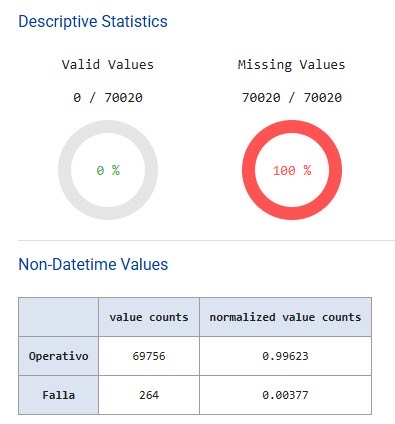 Descriptive Statistics
Valid Values Missing Values
0 / 70020 70020 / 70020
0 % 100 %
Non-Datetime Values
value counts normalized value counts
Operativo 69756 0.99623
Falla 264 0.00377